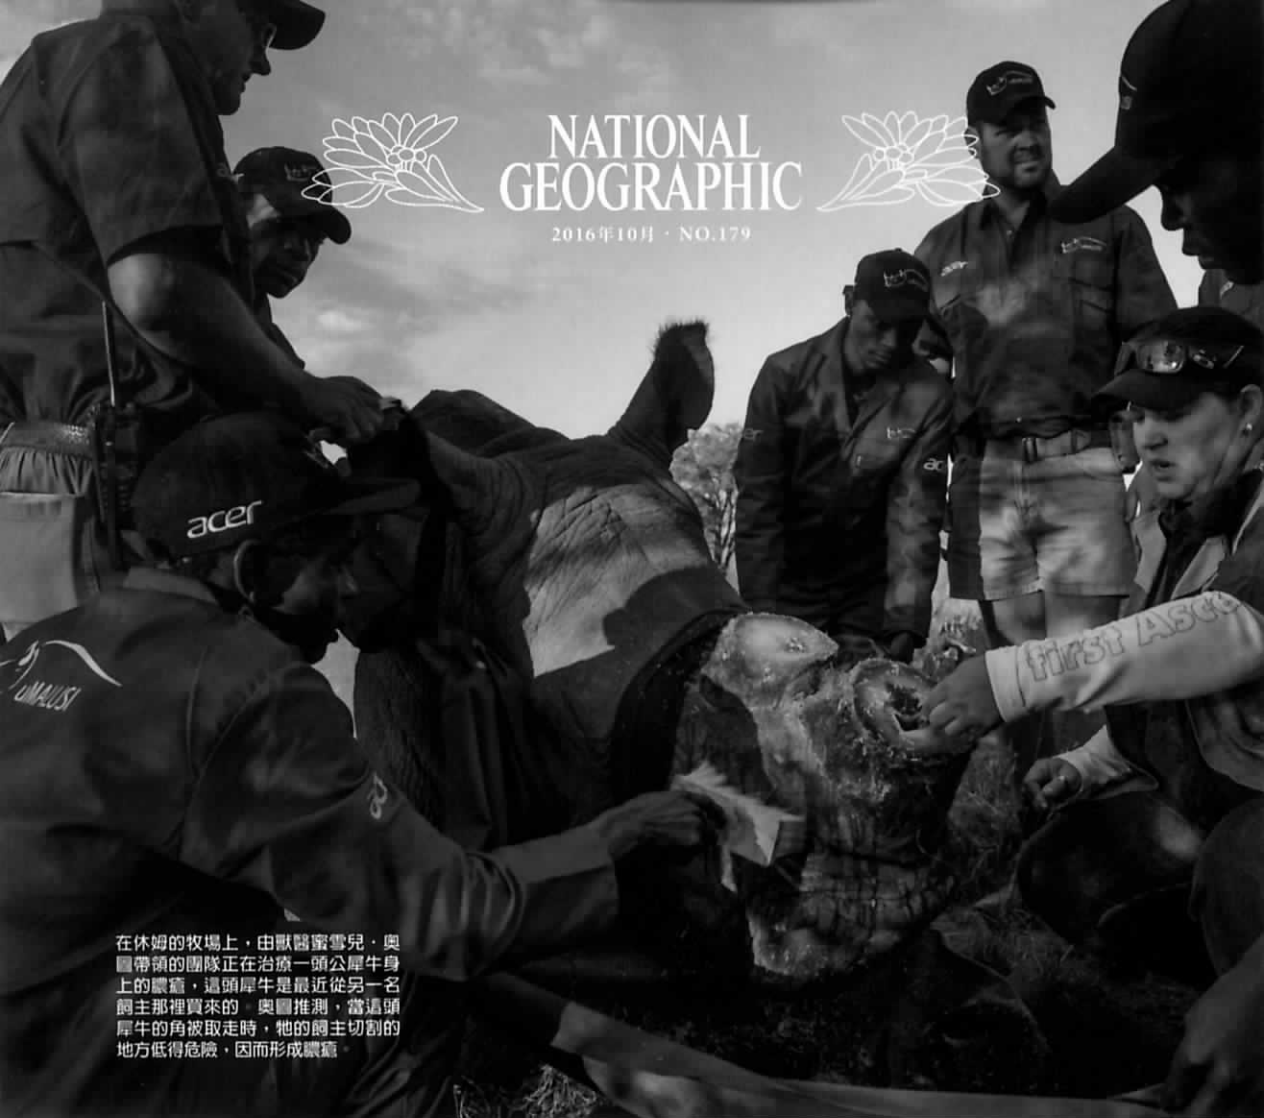 NATIONAL
GEOGRAPHIC
2016年10月·NO.179
acer
UMALUSI
acer
first Asce
在休姆的牧場上，由獸醫蜜雪兒·奧
圖帶領的團隊正在治療一頭公犀牛身
上的膿瘡，這頭犀牛是最近從另一名
飼主那裡買來的。奧圖推測，當這頭
犀牛的角被取走時，牠的飼主切割的
地方低得危險，因而形成膿瘡。